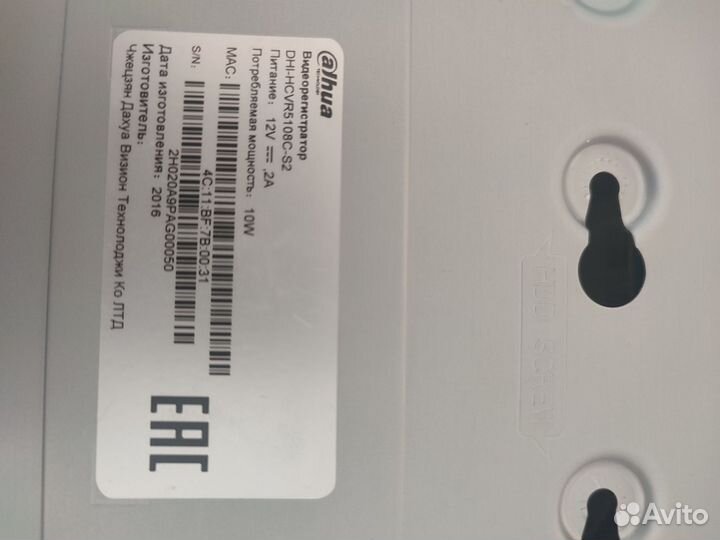 alhua
TECHNOLOGY
Видеорегистратор
DHI-HCVR5108C-S2
Питание: 12V ⎓ ,2A
Потребляемая мощность: 10W
MAC:
4C:11:BF:7B:00:31
S/N:
2H020A9PAG00050
Дата изготовления: 2016
Изготовитель:
Чжецзян Дахуа Визион Технолоджи Ко ЛТД
EAC
HDD SCREW
Avito